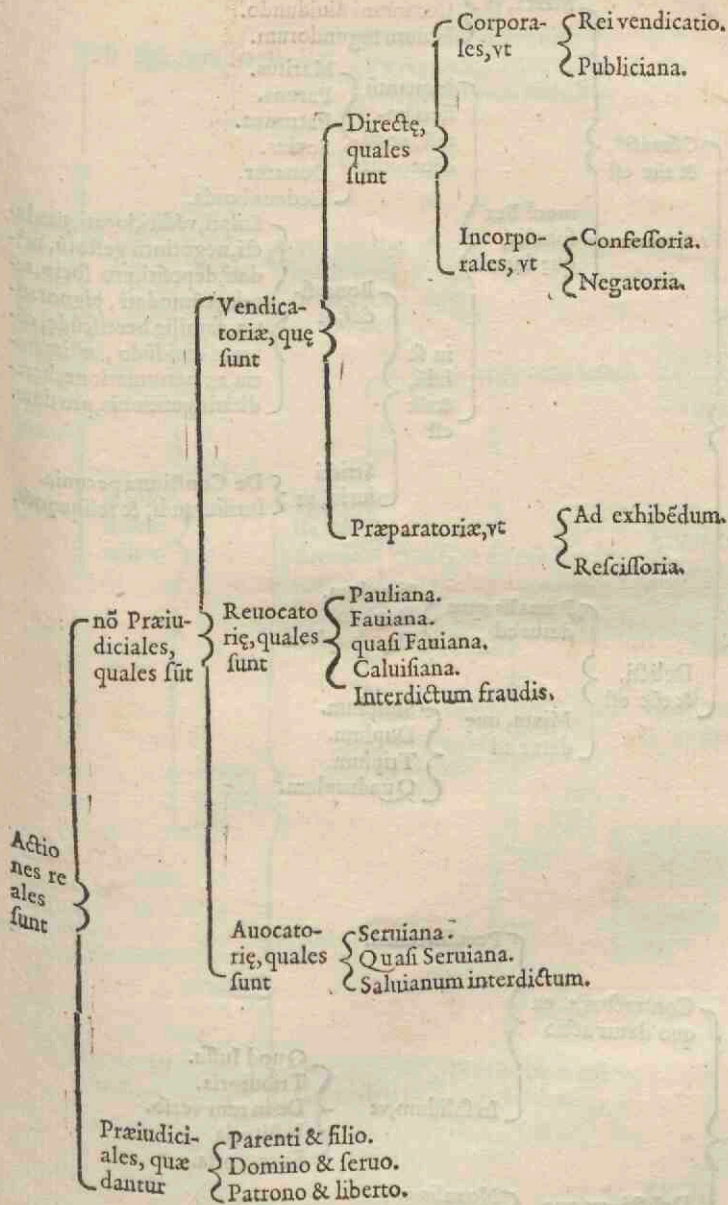 Corpora-
les, vt
Rei vendicatio.
Publiciana.
Directę,
quales
ſunt
Incorpo-
rales, vt
Confeſſoria.
Negatoria.
Vendica-
toriæ, quę
ſunt
Præparatoriæ, vt
Ad exhibẽdum.
Reſciſſoria.
nõ Præiu-
diciales,
quales ſũt
Reuocato
rię, quales
ſunt
Pauliana.
Fauiana.
quaſi Fauiana.
Caluiſiana.
Interdictum fraudis.
Actio
nes re
ales
ſunt
Auocato-
rię, quales
ſunt
Seruiana.
Quaſi Seruiana.
Saluianum interdictum.
Præiudici-
ales, quæ
dantur
Parenti & filio.
Domino & ſeruo.
Patrono & liberto.